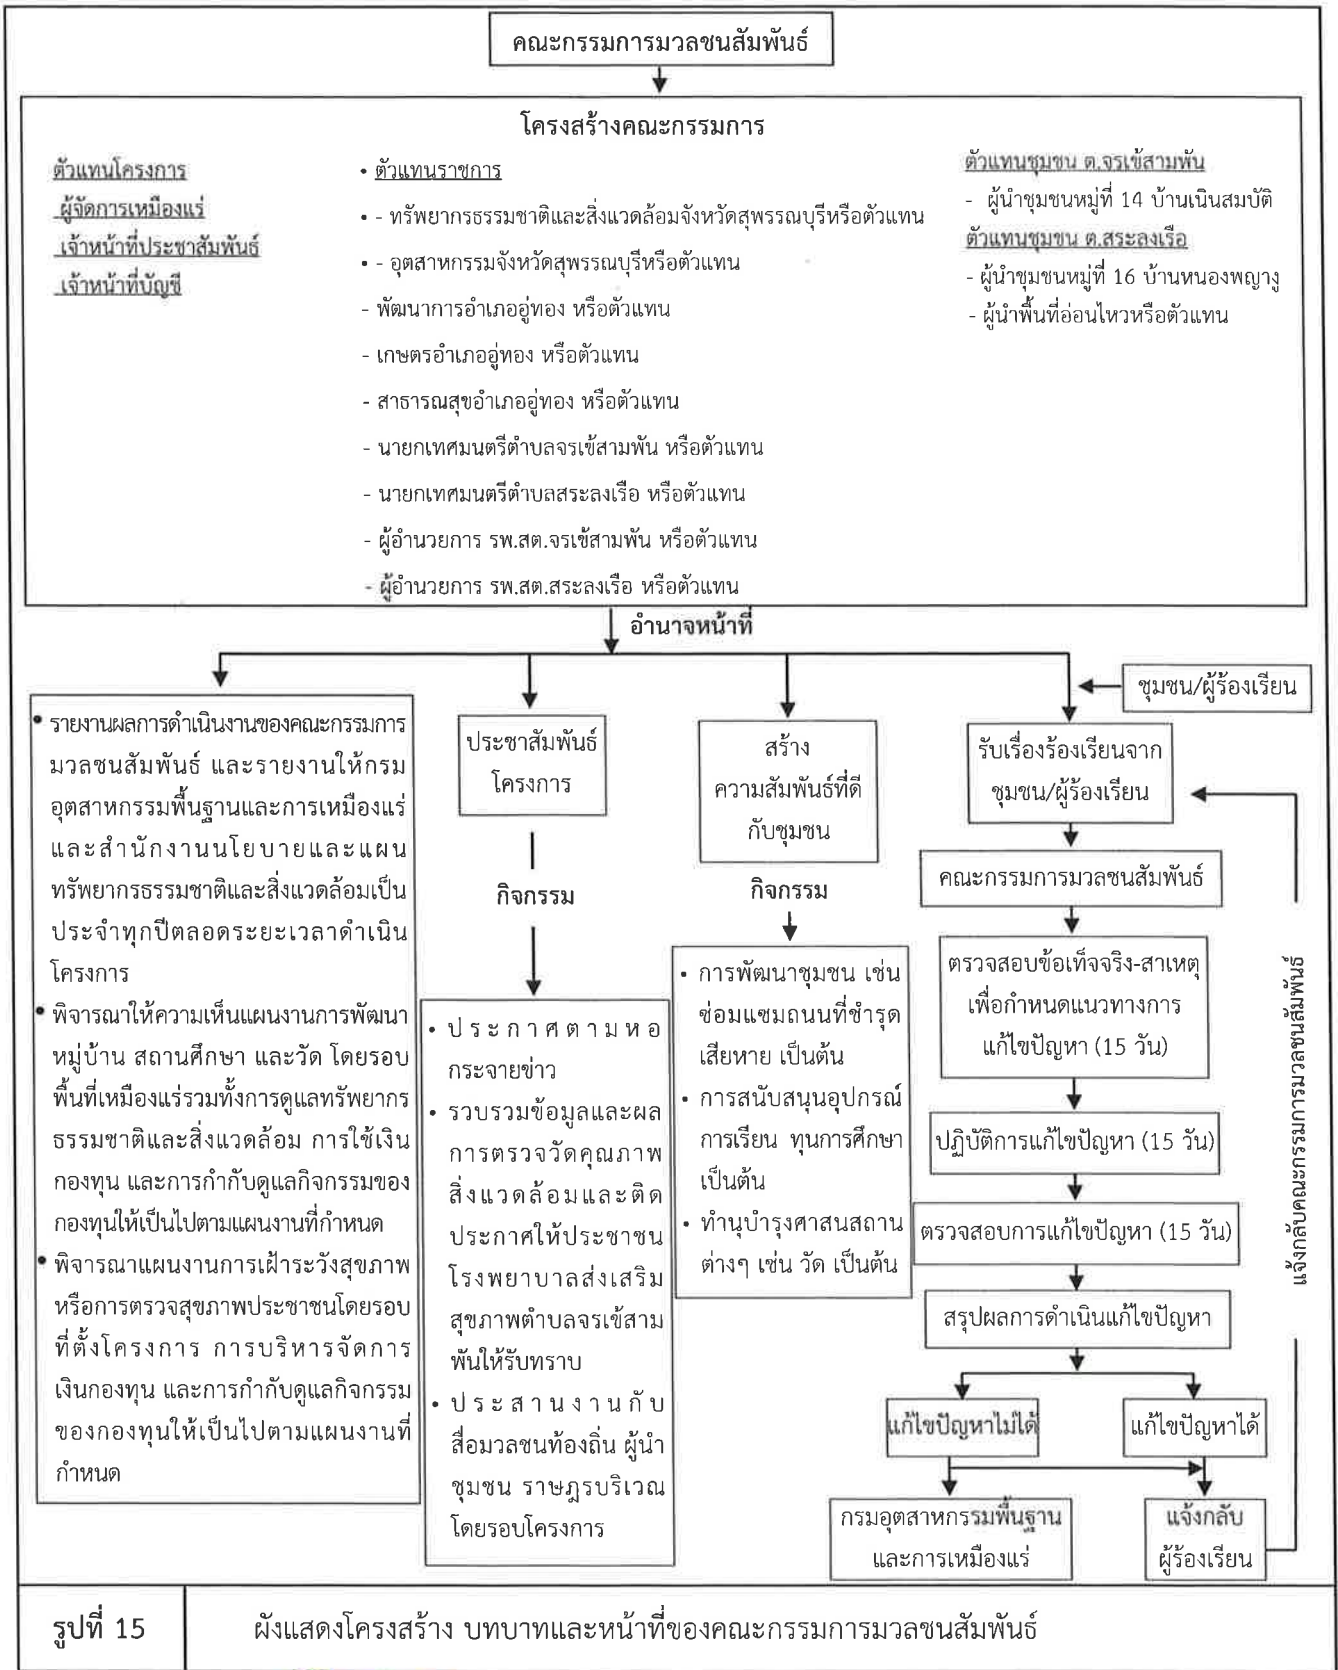 คณะกรรมการมวลชนสัมพันธ์
โครงสร้างคณะกรรมการ
ตัวแทนโครงการ
ผู้จัดการเหมืองแร่
เจ้าหน้าที่ประชาสัมพันธ์
เจ้าหน้าที่บัญชี
• ตัวแทนราชการ
• - ทรัพยากรธรรมชาติและสิ่งแวดล้อมจังหวัดสุพรรณบุรีหรือตัวแทน
• - อุตสาหกรรมจังหวัดสุพรรณบุรีหรือตัวแทน
- พัฒนาการอำเภออู่ทอง หรือตัวแทน
- เกษตรอำเภออู่ทอง หรือตัวแทน
- สาธารณสุขอำเภออู่ทอง หรือตัวแทน
- นายกเทศมนตรีตำบลจรเข้สามพัน หรือตัวแทน
- นายกเทศมนตรีตำบลสระลงเรือ หรือตัวแทน
- ผู้อำนวยการ รพ.สต.จรเข้สามพัน หรือตัวแทน
- ผู้อำนวยการ รพ.สต.สระลงเรือ หรือตัวแทน
ตัวแทนชุมชน ต.จรเข้สามพัน
- ผู้นำชุมชนหมู่ที่ 14 บ้านเนินสมบัติ
ตัวแทนชุมชน ต.สระลงเรือ
- ผู้นำชุมชนหมู่ที่ 16 บ้านหนองพญางู
- ผู้นำพื้นที่อ่อนไหวหรือตัวแทน
อำนาจหน้าที่
• รายงานผลการดำเนินงานของคณะกรรมการ
มวลชนสัมพันธ์ และรายงานให้กรม
อุตสาหกรรมพื้นฐานและการเหมืองแร่
และสำนักงานนโยบายและแผน
ทรัพยากรธรรมชาติและสิ่งแวดล้อมเป็น
ประจำทุกปีตลอดระยะเวลาดำเนิน
โครงการ
• พิจารณาให้ความเห็นแผนงานการพัฒนา
หมู่บ้าน สถานศึกษา และวัด โดยรอบ
พื้นที่เหมืองแร่รวมทั้งการดูแลทรัพยากร
ธรรมชาติและสิ่งแวดล้อม การใช้เงิน
กองทุน และการกำกับดูแลกิจกรรมของ
กองทุนให้เป็นไปตามแผนงานที่กำหนด
• พิจารณาแผนงานการเฝ้าระวังสุขภาพ
หรือการตรวจสุขภาพประชาชนโดยรอบ
ที่ตั้งโครงการ การบริหารจัดการ
เงินกองทุน และการกำกับดูแลกิจกรรม
ของกองทุนให้เป็นไปตามแผนงานที่
กำหนด
ประชาสัมพันธ์
โครงการ
กิจกรรม
• ประกาศตามหอ
กระจายข่าว
• รวบรวมข้อมูลและผล
การตรวจวัดคุณภาพ
สิ่งแวดล้อมและติด
ประกาศให้ประชาชน
โรงพยาบาลส่งเสริม
สุขภาพตำบลจรเข้สาม
พันให้รับทราบ
• ประสานงานกับ
สื่อมวลชนท้องถิ่น ผู้นำ
ชุมชน ราษฎรบริเวณ
โดยรอบโครงการ
สร้าง
ความสัมพันธ์ที่ดี
กับชุมชน
กิจกรรม
• การพัฒนาชุมชน เช่น
ซ่อมแซมถนนที่ชำรุด
เสียหาย เป็นต้น
• การสนับสนุนอุปกรณ์
การเรียน ทุนการศึกษา
เป็นต้น
• ทำนุบำรุงศาสนสถาน
ต่างๆ เช่น วัด เป็นต้น
ชุมชน/ผู้ร้องเรียน
รับเรื่องร้องเรียนจาก
ชุมชน/ผู้ร้องเรียน
คณะกรรมการมวลชนสัมพันธ์
ตรวจสอบข้อเท็จจริง-สาเหตุ
เพื่อกำหนดแนวทางการ
แก้ไขปัญหา (15 วัน)
ปฏิบัติการแก้ไขปัญหา (15 วัน)
ตรวจสอบการแก้ไขปัญหา (15 วัน)
สรุปผลการดำเนินแก้ไขปัญหา
แก้ไขปัญหาไม่ได้
แก้ไขปัญหาได้
กรมอุตสาหกรรมพื้นฐาน
และการเหมืองแร่
แจ้งกลับ
ผู้ร้องเรียน
แจ้งกลับคณะกรรมการมวลชนสัมพันธ์
รูปที่ 15
ผังแสดงโครงสร้าง บทบาทและหน้าที่ของคณะกรรมการมวลชนสัมพันธ์